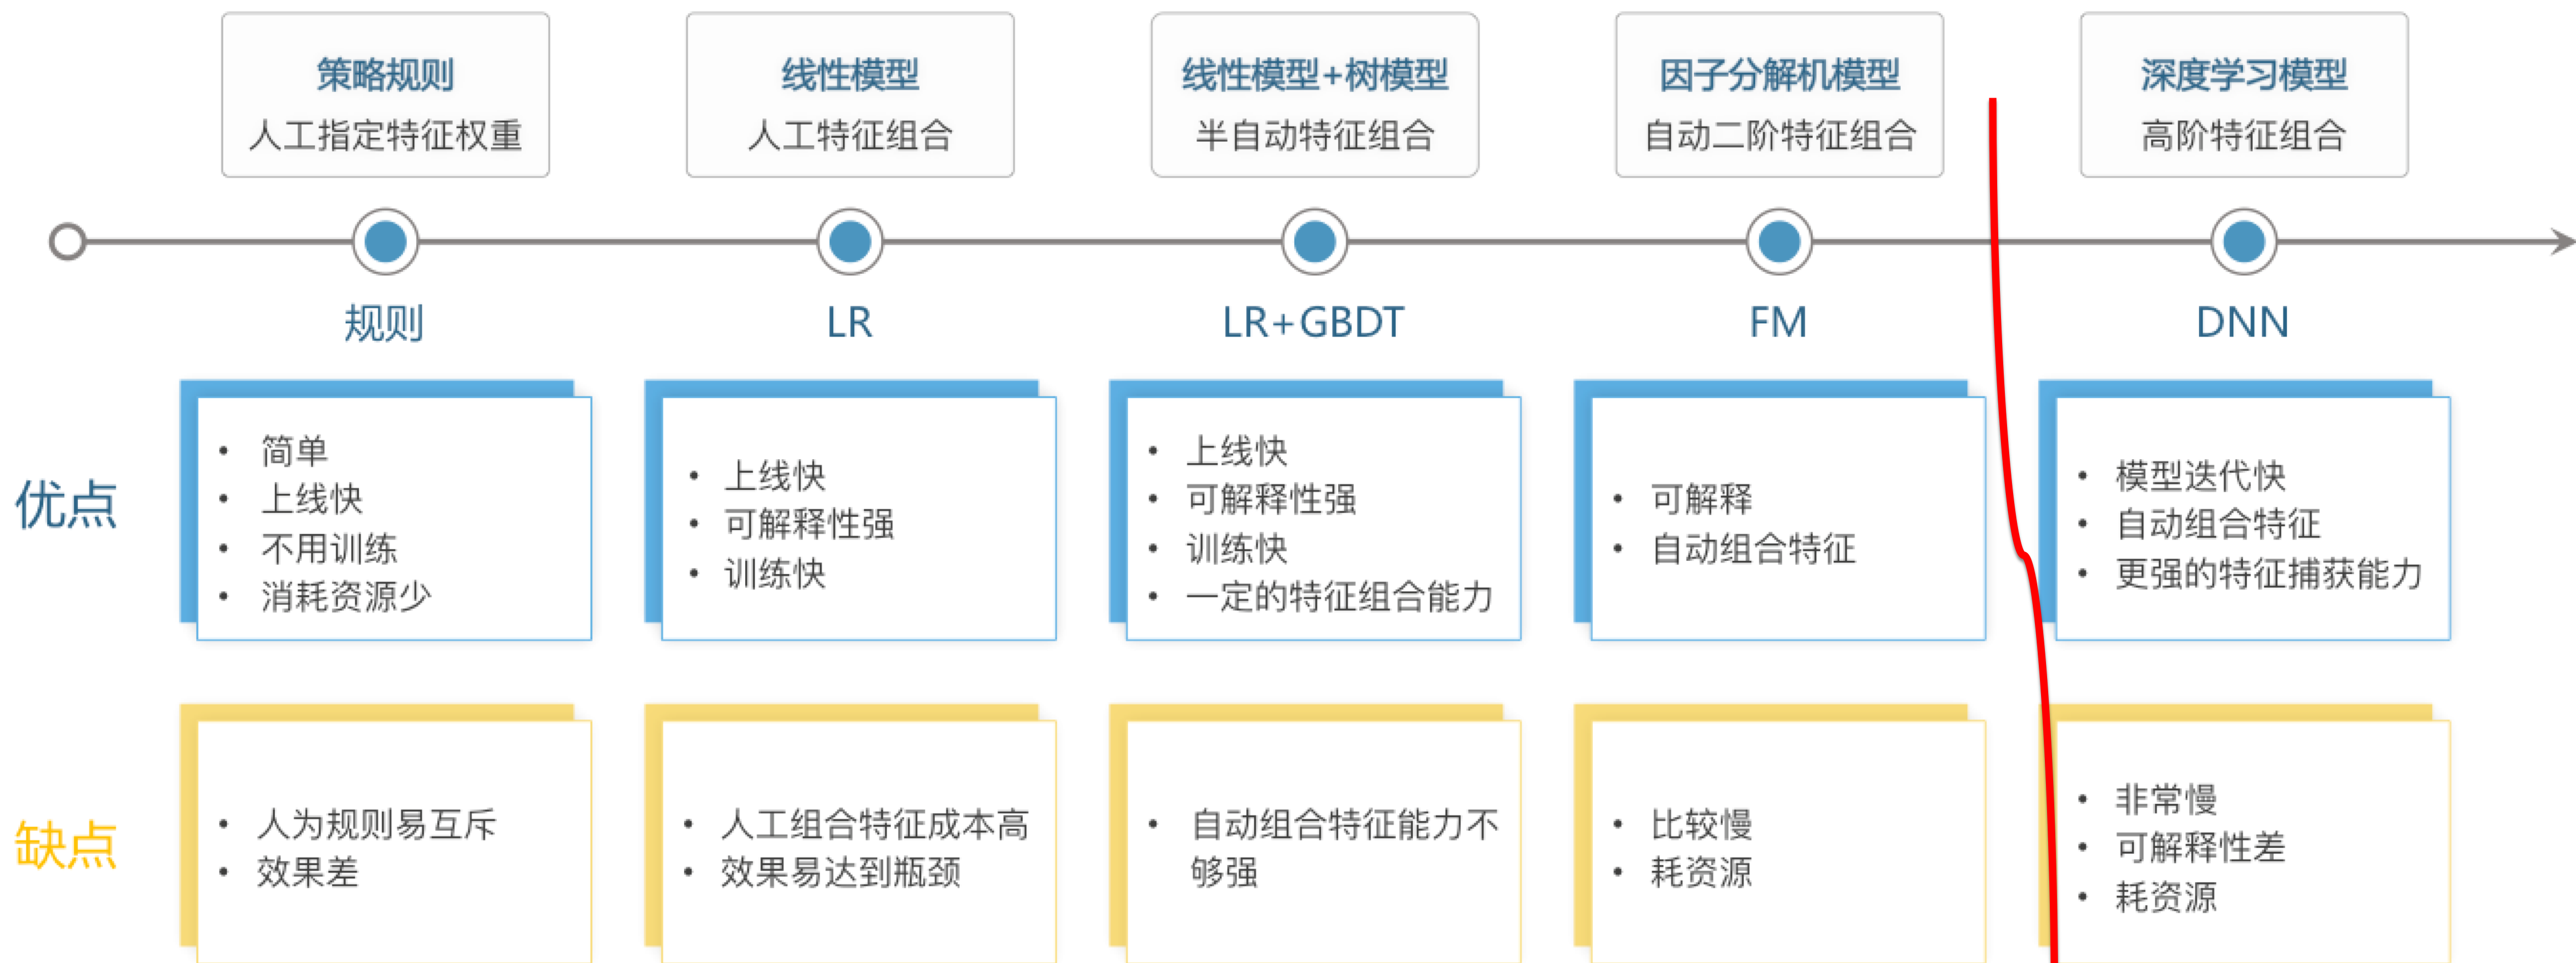 策略规则
人工指定特征权重
线性模型
人工特征组合
线性模型+树模型
半自动特征组合
因子分解机模型
自动二阶特征组合
深度学习模型
高阶特征组合
规则
LR
LR+GBDT
FM
DNN
优点
• 简单
• 上线快
• 不用训练
• 消耗资源少
• 上线快
• 可解释性强
• 训练快
• 上线快
• 可解释性强
• 训练快
• 一定的特征组合能力
• 可解释
• 自动组合特征
• 模型迭代快
• 自动组合特征
• 更强的特征捕获能力
缺点
• 人为规则易互斥
• 效果差
• 人工组合特征成本高
• 效果易达到瓶颈
• 自动组合特征能力不
够强
• 比较慢
• 耗资源
• 非常慢
• 可解释性差
• 耗资源